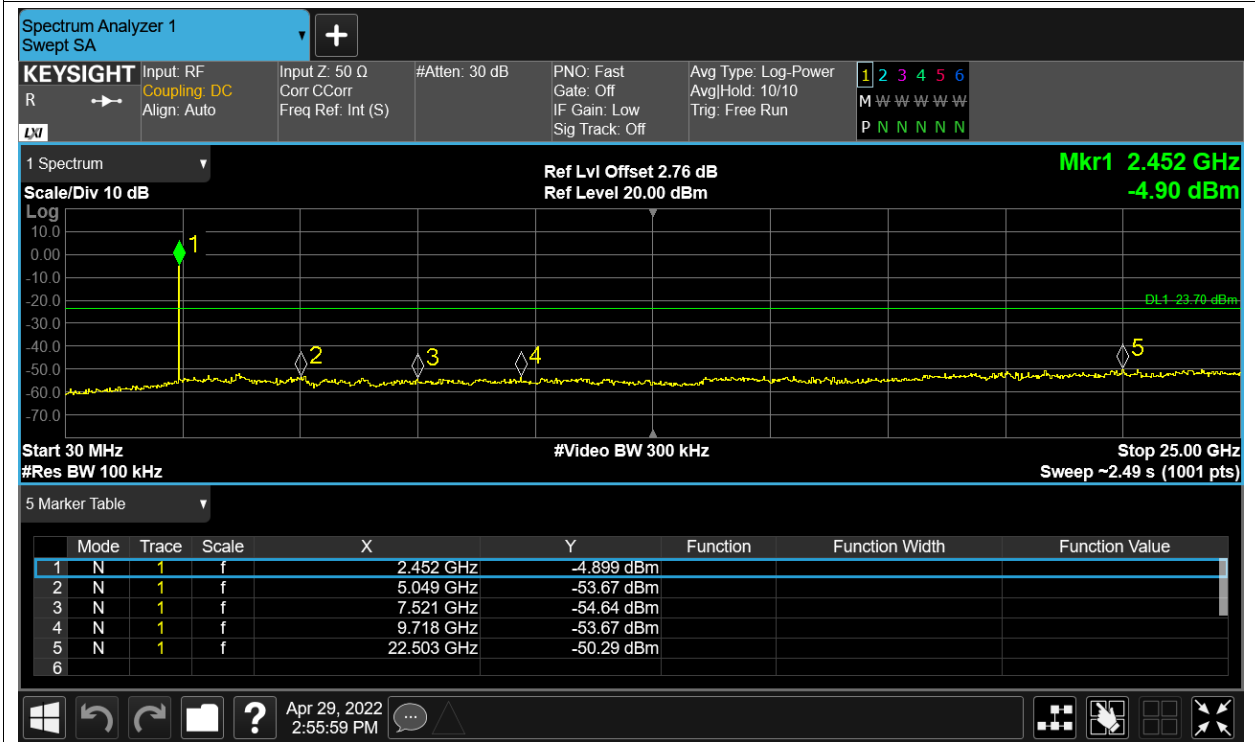 Spectrum Analyzer 1
Swept SA
+
KEYSIGHT
R
LXI
Input: RF
Coupling: DC
Align: Auto
Input Z: 50 Ω
Corr CCorr
Freq Ref: Int (S)
#Atten: 30 dB
PNO: Fast
Gate: Off
IF Gain: Low
Sig Track: Off
Avg Type: Log-Power
Avg|Hold: 10/10
Trig: Free Run
1 2 3 4 5 6
M W W W W W
P N N N N N
1 Spectrum
Scale/Div 10 dB
Ref Lvl Offset 2.76 dB
Ref Level 20.00 dBm
Mkr1 2.452 GHz
-4.90 dBm
Log
10.0
0.00
-10.0
-20.0
-30.0
-40.0
-50.0
-60.0
-70.0
1
2
3
4
5
DL1 -23.70 dBm
Start 30 MHz
#Res BW 100 kHz
#Video BW 300 kHz
Stop 25.00 GHz
Sweep ~2.49 s (1001 pts)
5 Marker Table
Mode Trace Scale X Y Function Function Width Function Value
1 N 1 f 2.452 GHz -4.899 dBm
2 N 1 f 5.049 GHz -53.67 dBm
3 N 1 f 7.521 GHz -54.64 dBm
4 N 1 f 9.718 GHz -53.67 dBm
5 N 1 f 22.503 GHz -50.29 dBm
6
?
Apr 29, 2022
2:55:59 PM